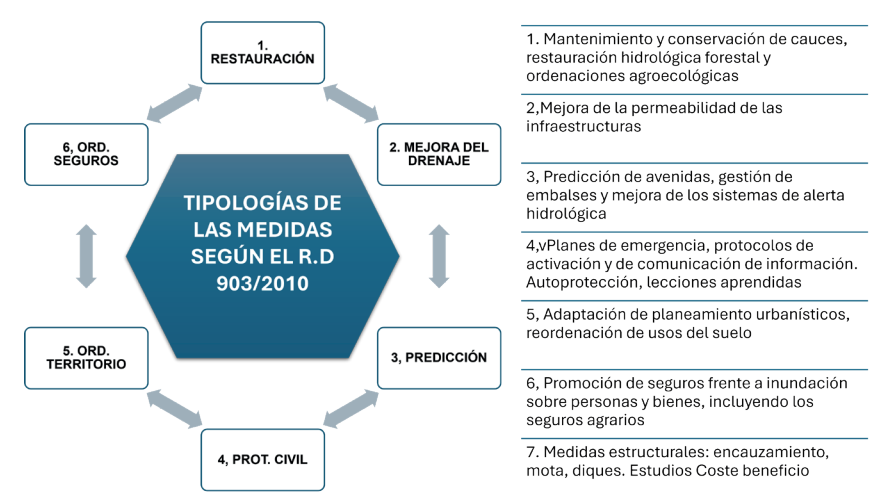 1.
RESTAURACIÓN
2. MEJORA DEL
DRENAJE
3, PREDICCIÓN
4, PROT. CIVIL
5. ORD.
TERRITORIO
6, ORD.
SEGUROS
TIPOLOGÍAS DE
LAS MEDIDAS
SEGÚN EL R.D
903/2010
1. Mantenimiento y conservación de cauces,
restauración hidrológica forestal y
ordenaciones agroecológicas
2,Mejora de la permeabilidad de las
infraestructuras
3, Predicción de avenidas, gestión de
embalses y mejora de los sistemas de alerta
hidrológica
4,vPlanes de emergencia, protocolos de
activación y de comunicación de información.
Autoprotección, lecciones aprendidas
5, Adaptación de planeamiento urbanísticos,
reordenación de usos del suelo
6, Promoción de seguros frente a inundación
sobre personas y bienes, incluyendo los
seguros agrarios
7. Medidas estructurales: encauzamiento,
mota, diques. Estudios Coste beneficio